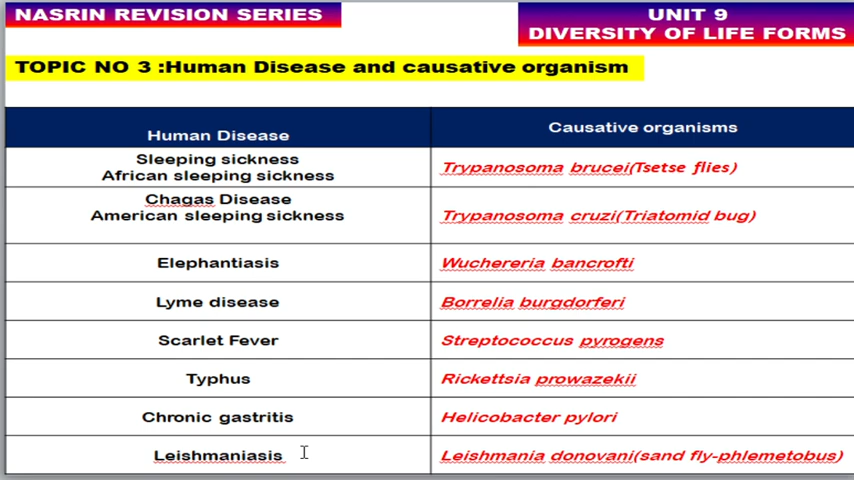 NASRIN REVISION SERIES
UNIT 9
DIVERSITY OF LIFE FORMS
TOPIC NO 3 :Human Disease and causative organism
Human Disease
Causative organisms
Sleeping sickness
African sleeping sickness
Trypanosoma brucei(Tsetse flies)
Chagas Disease
American sleeping sickness
Trypanosoma cruzi(Triatomid bug)
Elephantiasis
Wuchereria bancrofti
Lyme disease
Borrelia burgdorferi
Scarlet Fever
Streptococcus pyrogens
Typhus
Rickettsia prowazekii
Chronic gastritis
Helicobacter pylori
Leishmaniasis
Leishmania donovani(sand fly-phlemetobus)